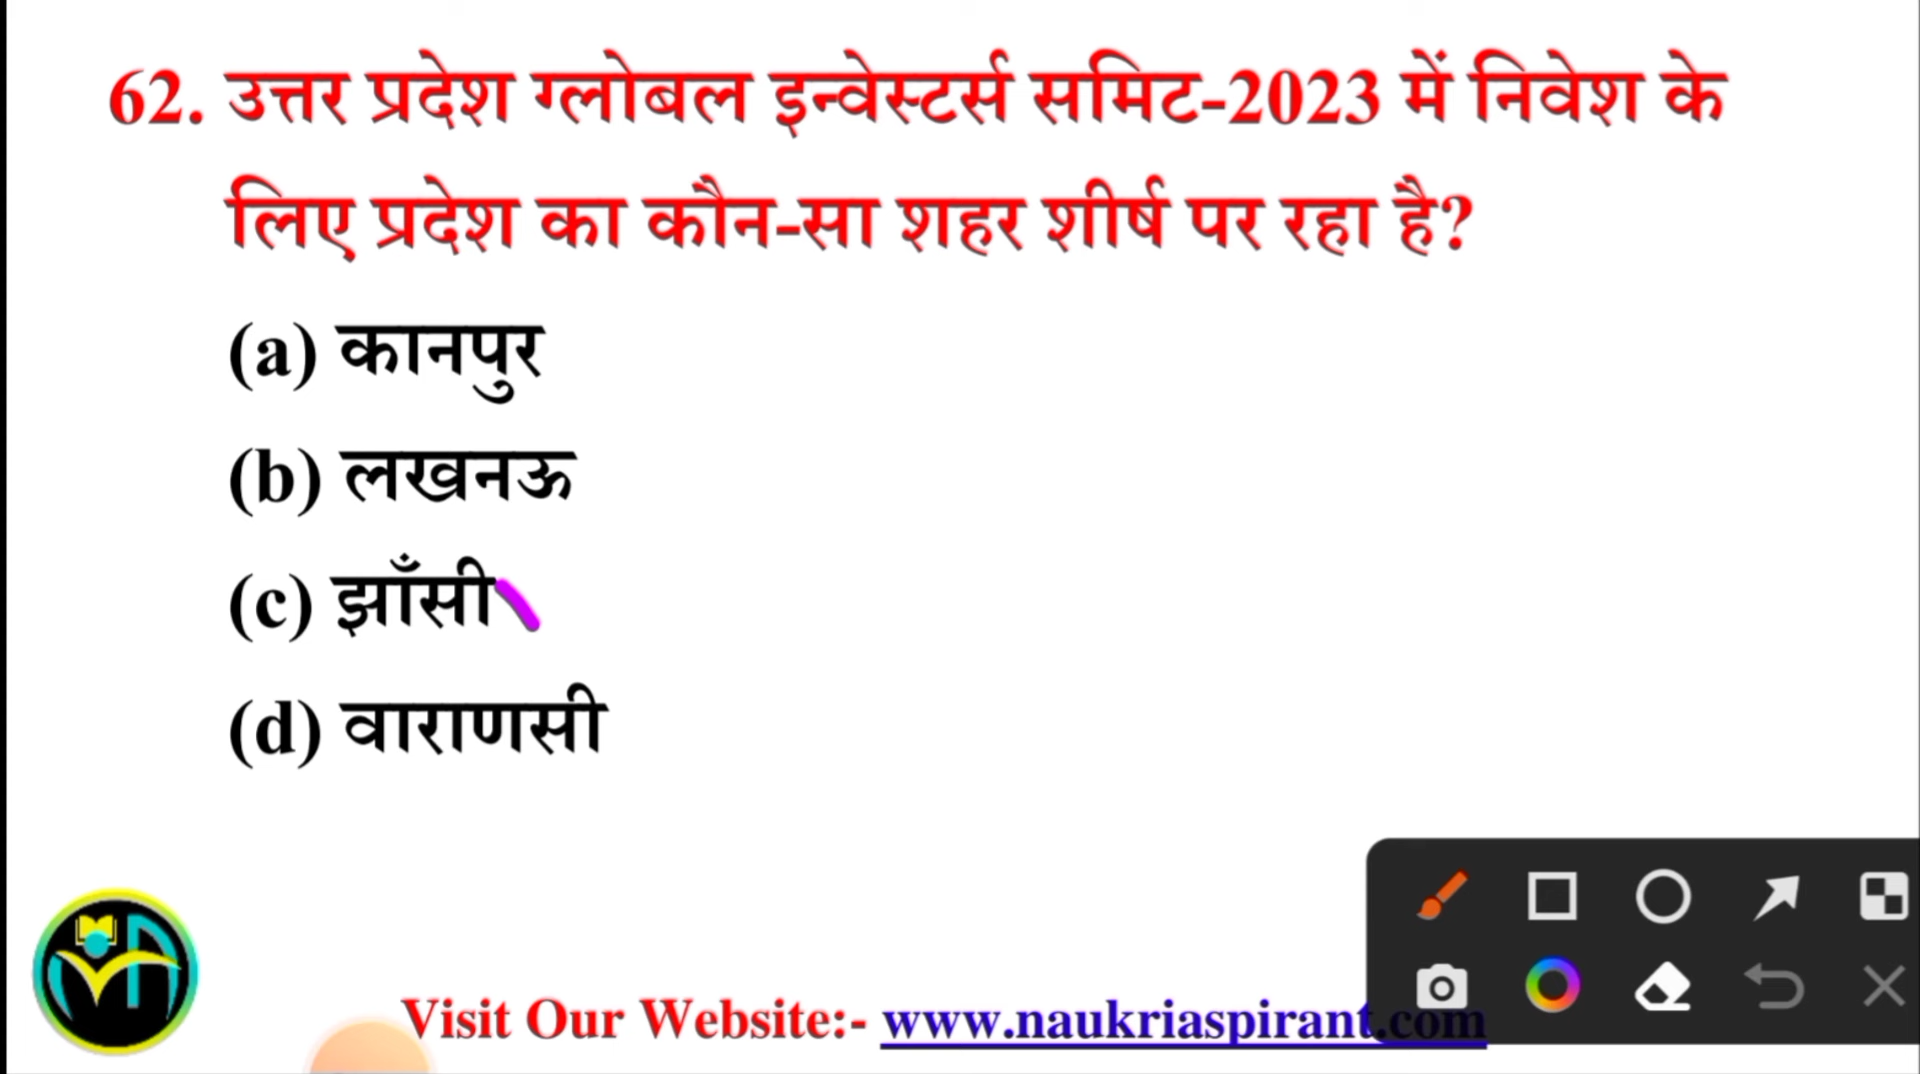 62. उत्तर प्रदेश ग्लोबल इन्वेस्टर्स समिट-2023 में निवेश के
लिए प्रदेश का कौन-सा शहर शीर्ष पर रहा है?
(a) कानपुर
(b) लखनऊ
(c) झाँसी
(d) वाराणसी
Visit Our Website:- www.naukriaspirant.com